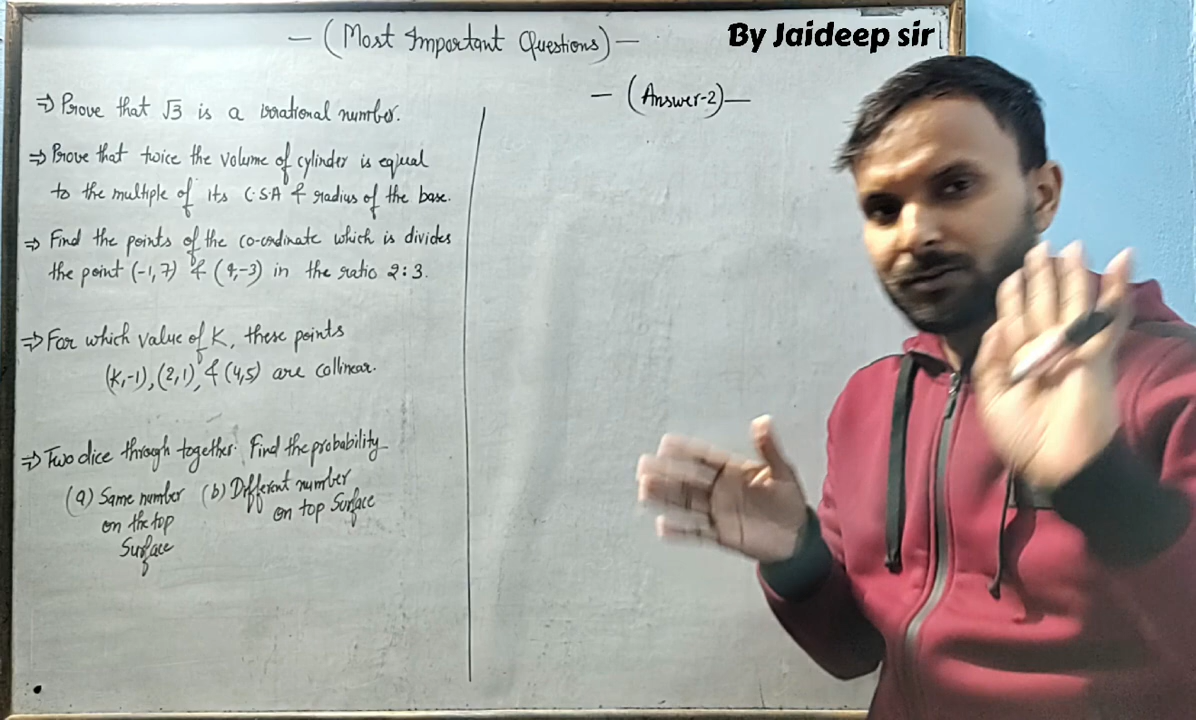 — (Most Important Questions) —
By Jaideep sir
⇒ Prove that √3 is a irrational number.
⇒ Prove that twice the volume of cylinder is equal
to the multiple of its C.S.A & radius of the base.
⇒ Find the points of the co-ordinate which is divides
the point (-1, 7) & (4,-3) in the ratio 2:3.
⇒ For which value of K, these points
(K,-1), (2,1), & (4,5) are collinear.
⇒ Two dice through together. Find the probability
(a) Same number
on the top
Surface
(b) Different number
on top Surface
— (Answer-2) —